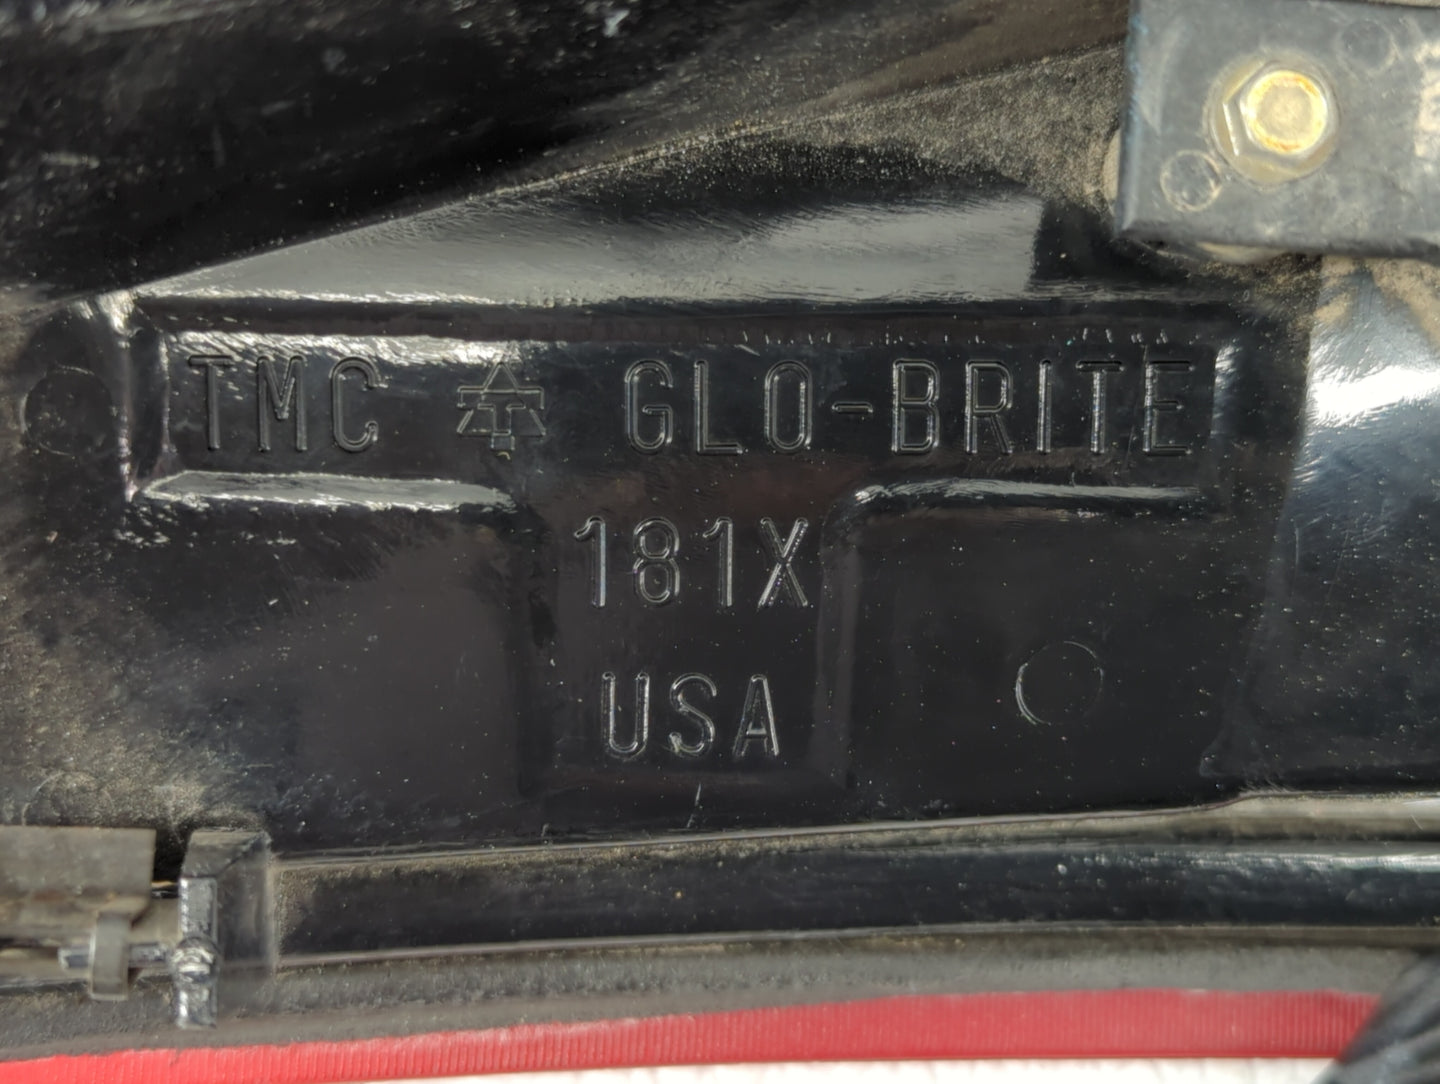 TMC GLO-BRITE
181X
USA